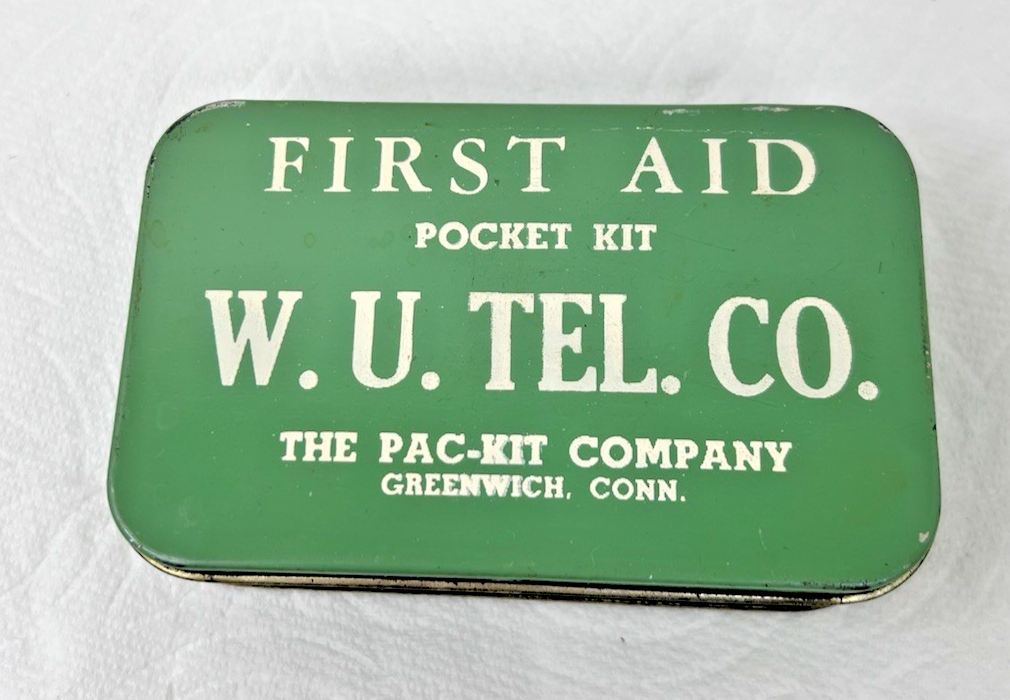 FIRST AID
POCKET KIT
W. U. TEL. CO.
THE PAC-KIT COMPANY
GREENWICH, CONN.